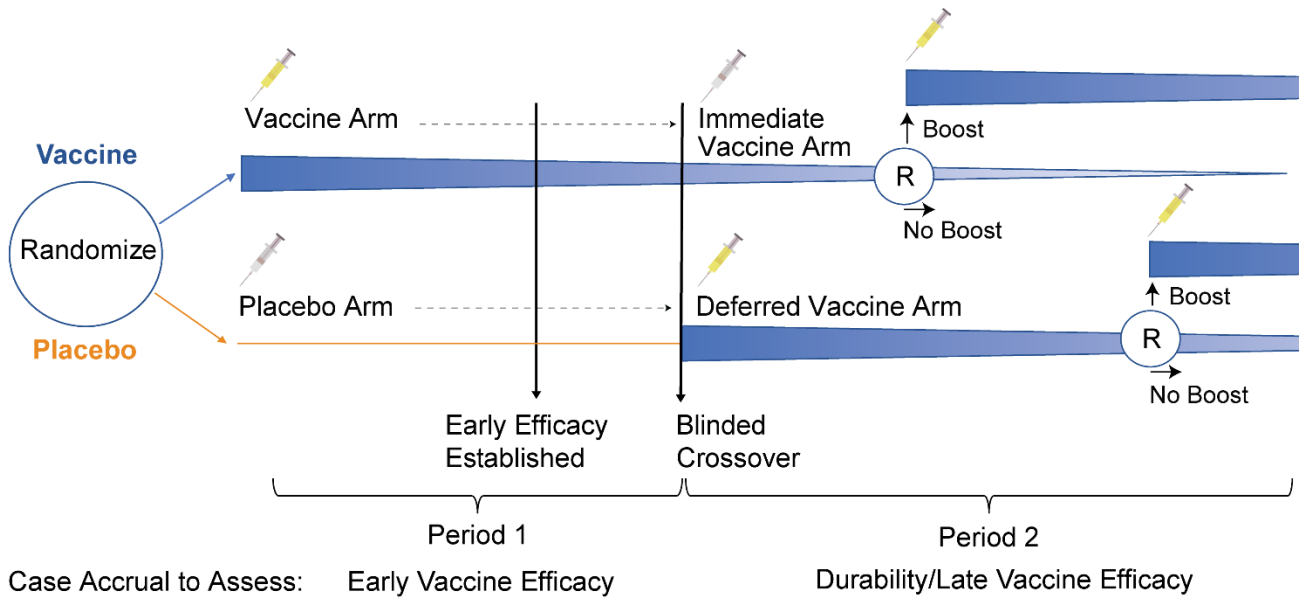 Vaccine
Randomize
Placebo
Vaccine Arm
Placebo Arm
Early Efficacy
Established
Blinded
Crossover
Immediate
Vaccine Arm
R
Boost
No Boost
Deferred Vaccine Arm
R
Boost
No Boost
Period 1
Period 2
Case Accrual to Assess:
Early Vaccine Efficacy
Durability/Late Vaccine Efficacy